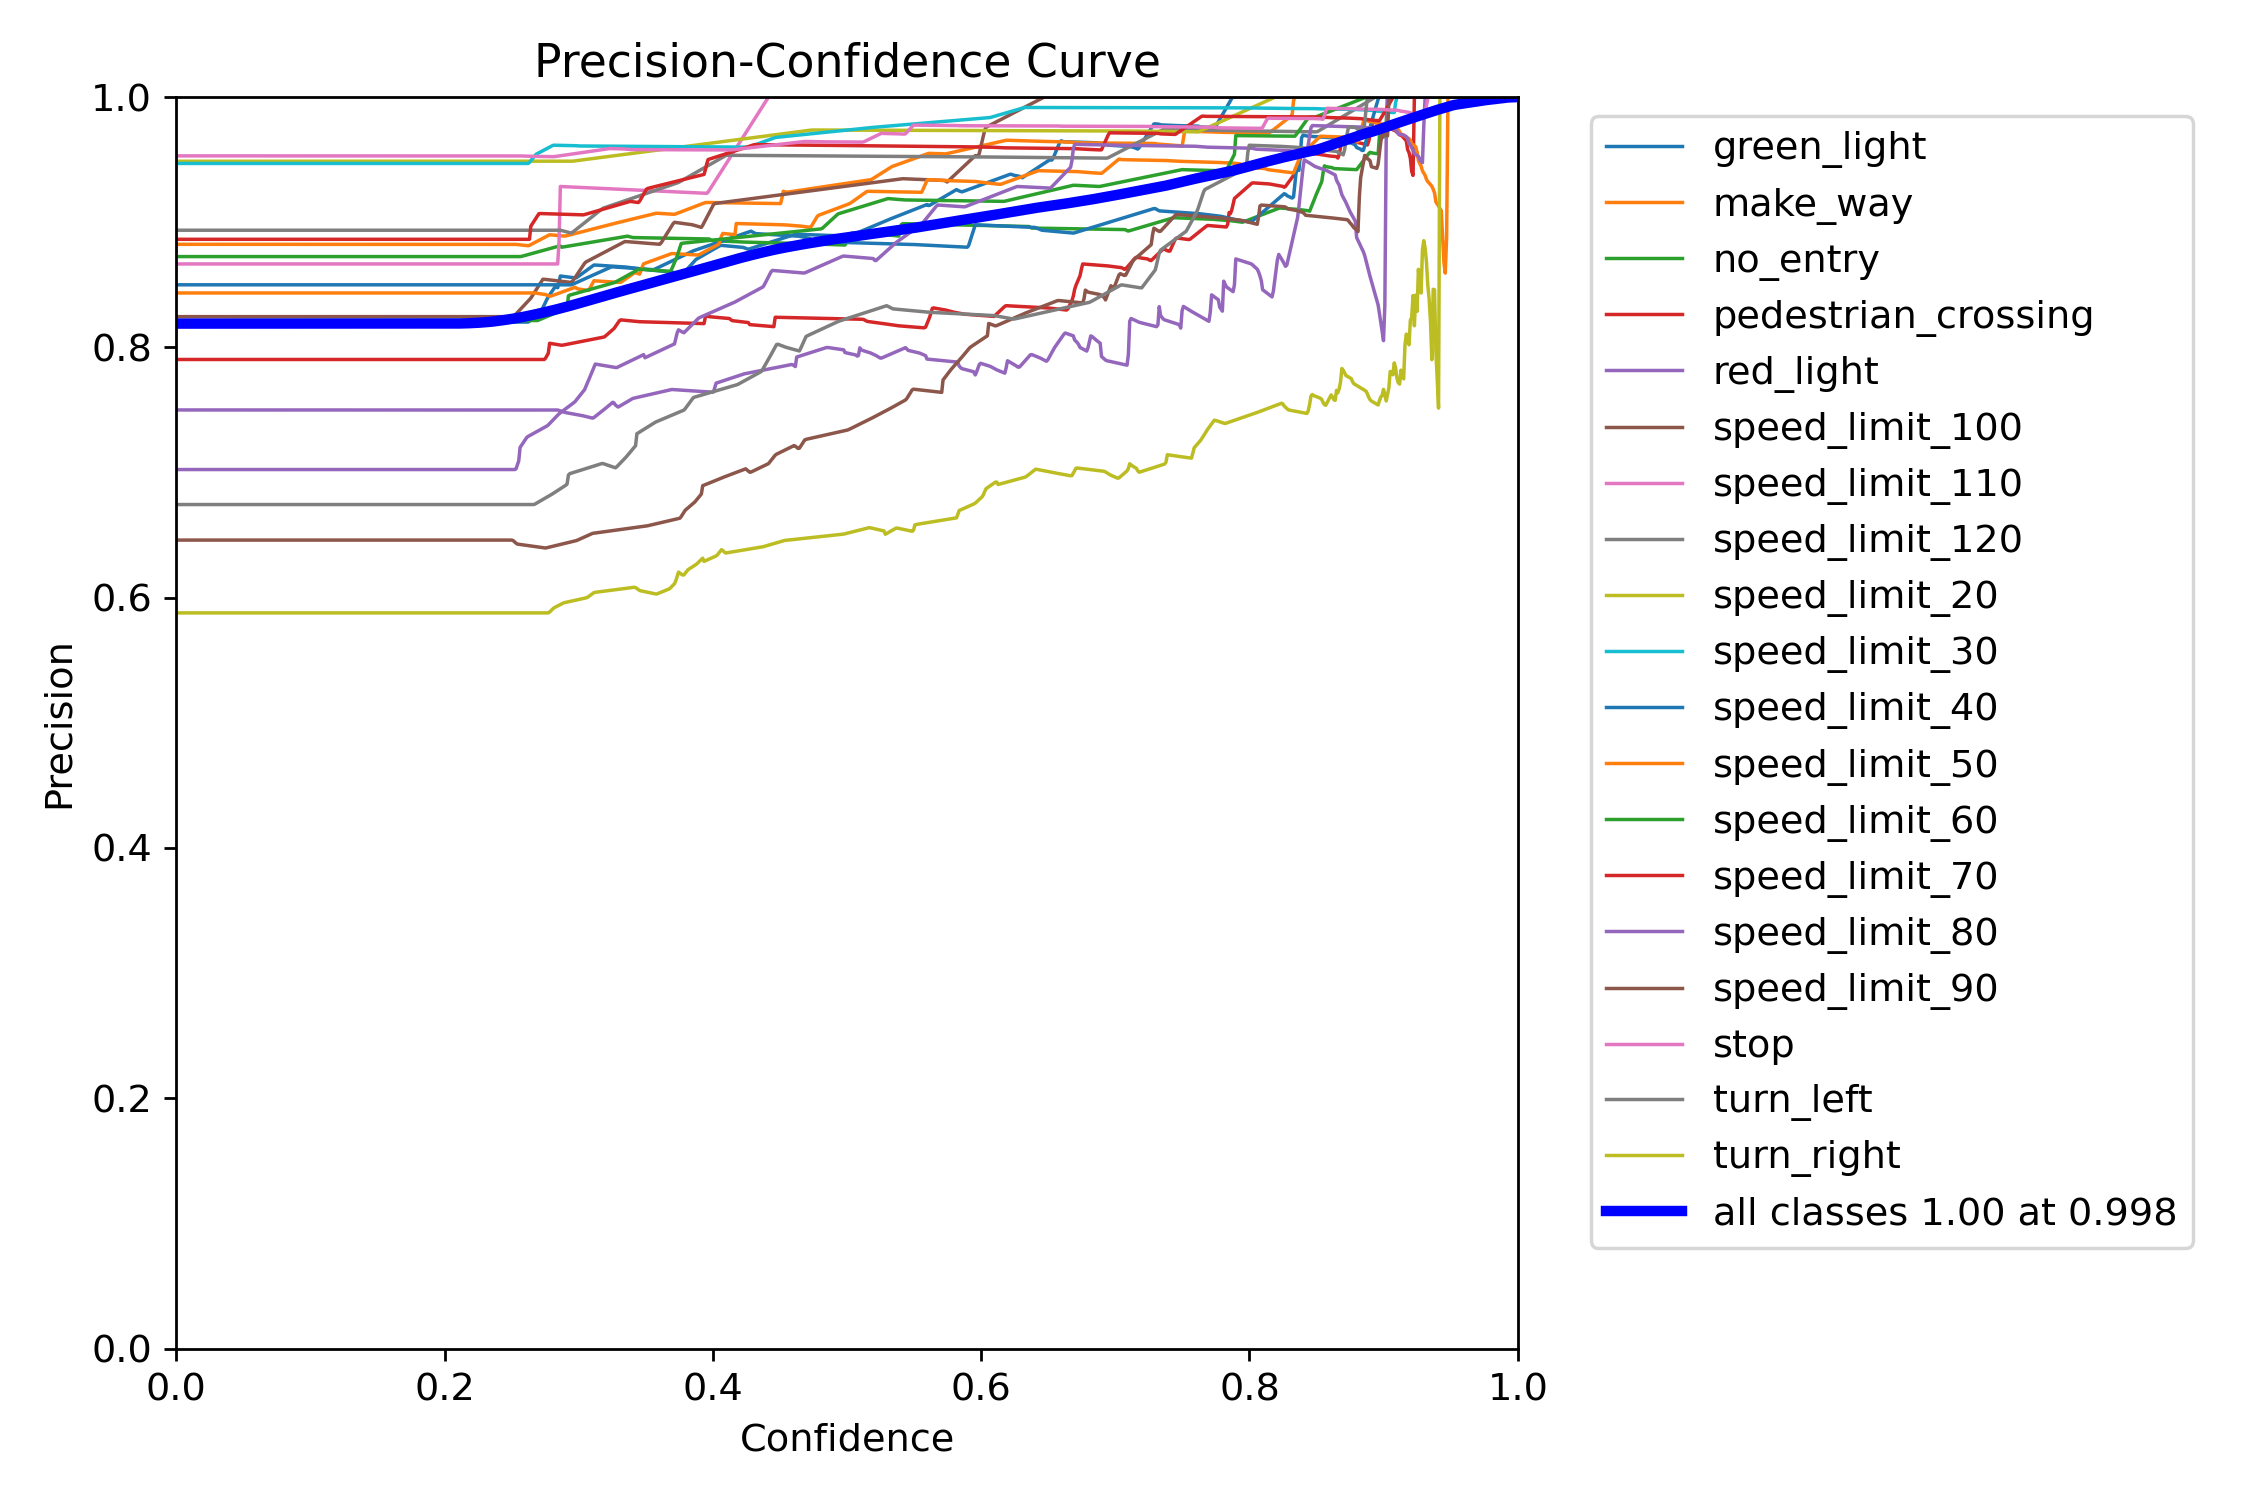 Precision-Confidence Curve
1.0
0.8
0.6
0.4
0.2
0.0
Precision
0.0 0.2 0.4 0.6 0.8 1.0
Confidence
green_light
make_way
no_entry
pedestrian_crossing
red_light
speed_limit_100
speed_limit_110
speed_limit_120
speed_limit_20
speed_limit_30
speed_limit_40
speed_limit_50
speed_limit_60
speed_limit_70
speed_limit_80
speed_limit_90
stop
turn_left
turn_right
all classes 1.00 at 0.998